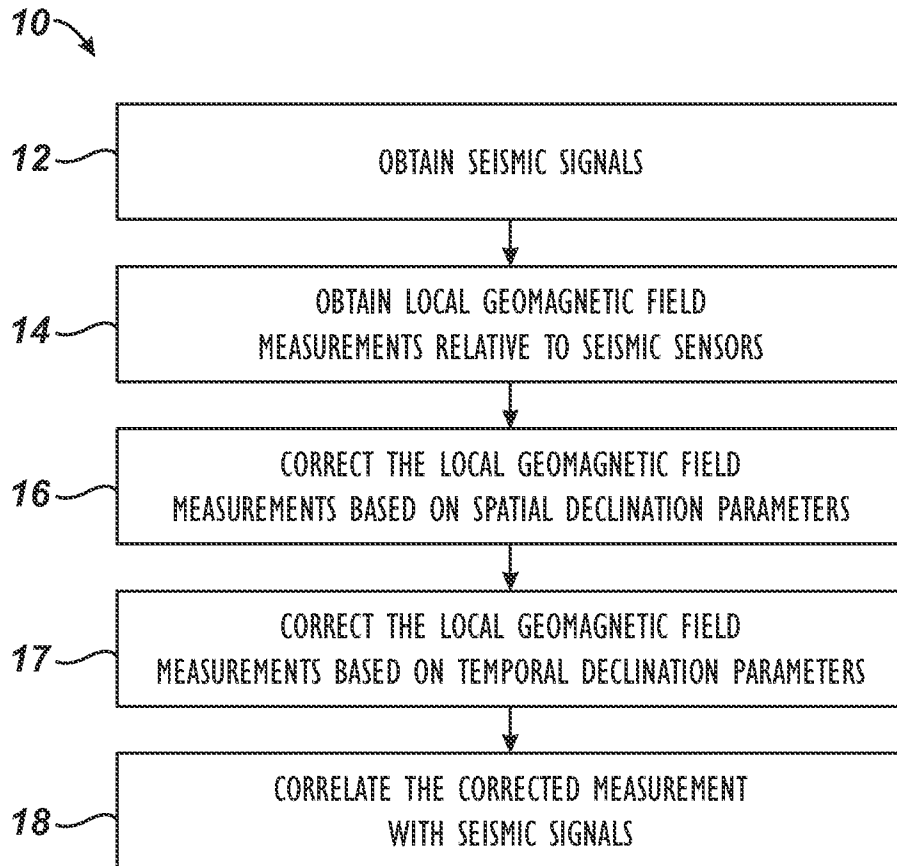 10
12
OBTAIN SEISMIC SIGNALS
14
OBTAIN LOCAL GEOMAGNETIC FIELD
MEASUREMENTS RELATIVE TO SEISMIC SENSORS
16
CORRECT THE LOCAL GEOMAGNETIC FIELD
MEASUREMENTS BASED ON SPATIAL DECLINATION PARAMETERS
17
CORRECT THE LOCAL GEOMAGNETIC FIELD
MEASUREMENTS BASED ON TEMPORAL DECLINATION PARAMETERS
18
CORRELATE THE CORRECTED MEASUREMENT
WITH SEISMIC SIGNALS